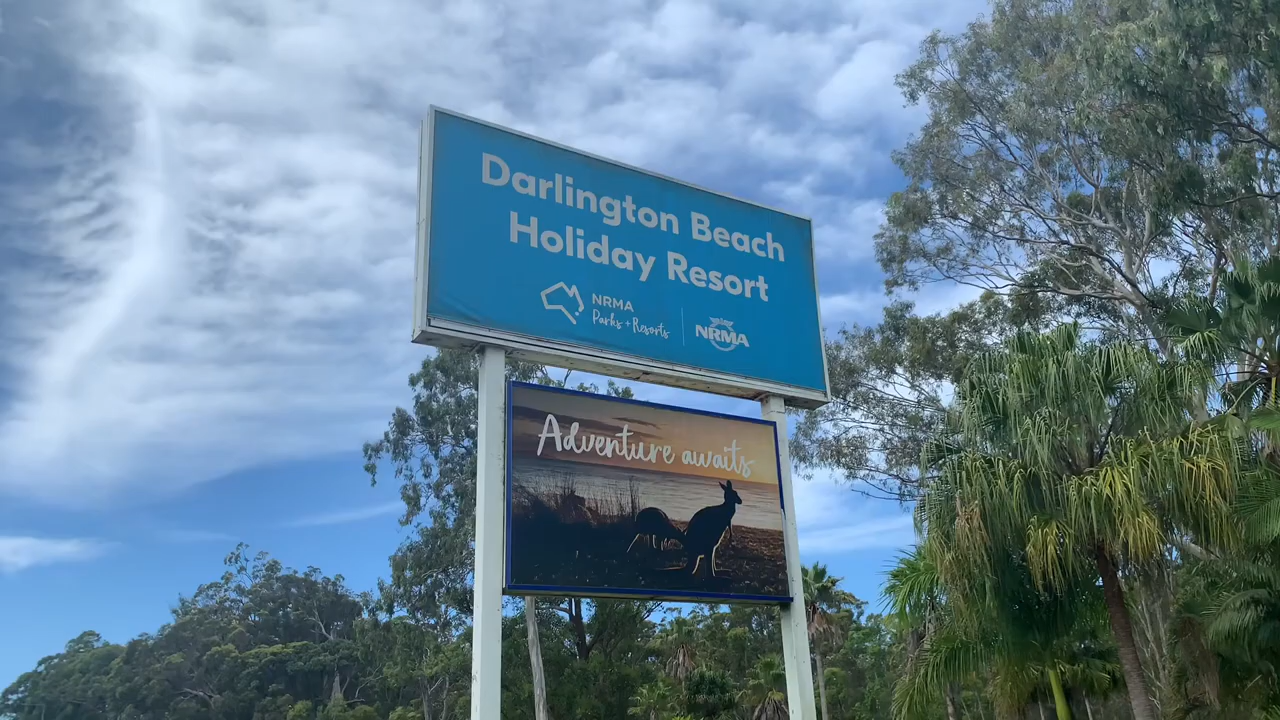 Darlington Beach
Holiday Resort
NRMA
Parks + Resorts
NRMA
Adventure awaits